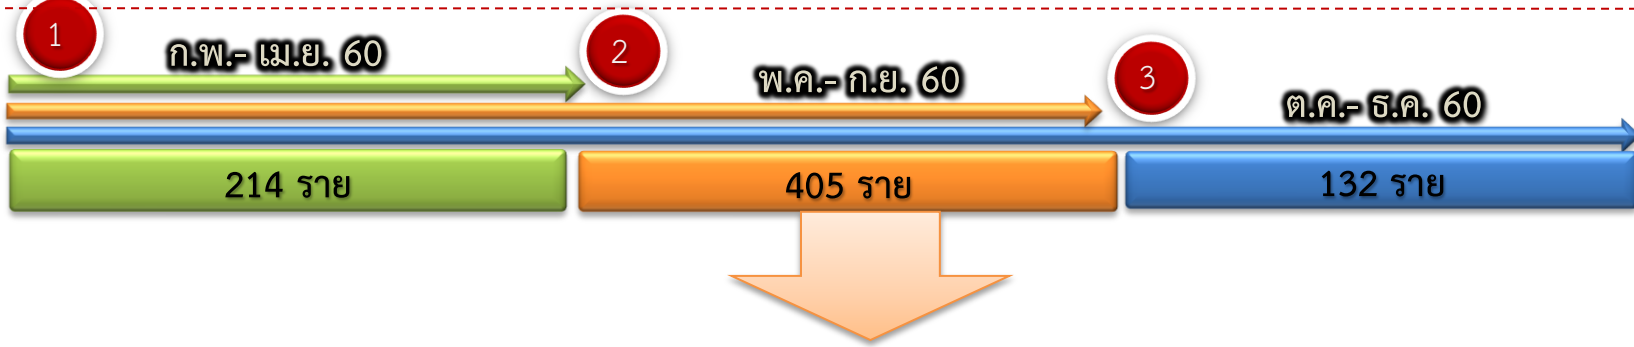 1
ก.พ.- เม.ย. 60
2
พ.ค.- ก.ย. 60
3
ต.ค.- ธ.ค. 60
214 ราย
405 ราย
132 ราย